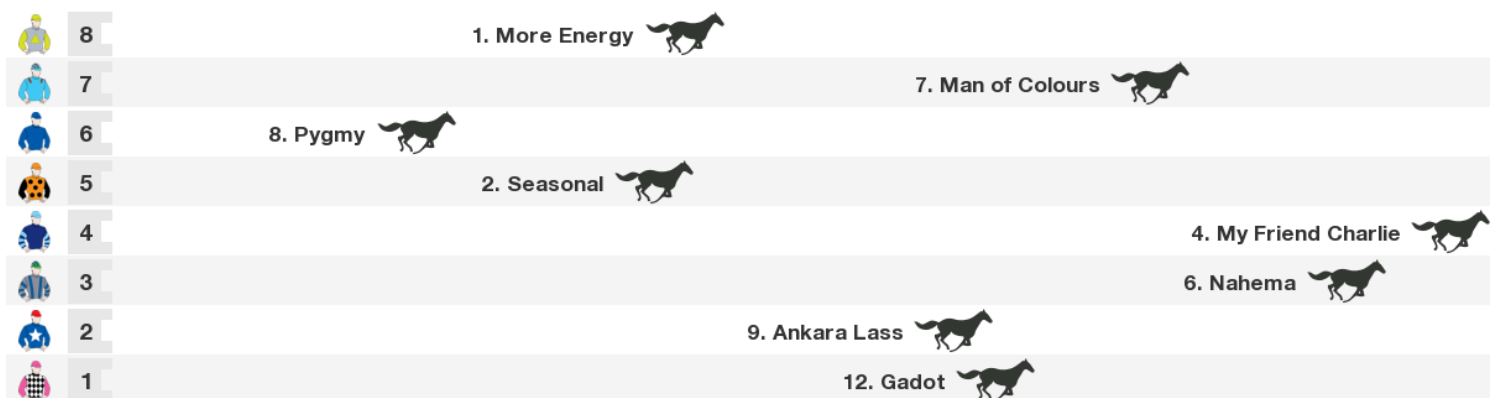 8 1. More Energy
7 7. Man of Colours
6 8. Pygmy
5 2. Seasonal
4 4. My Friend Charlie
3 6. Nahema
2 9. Ankara Lass
1 12. Gadot